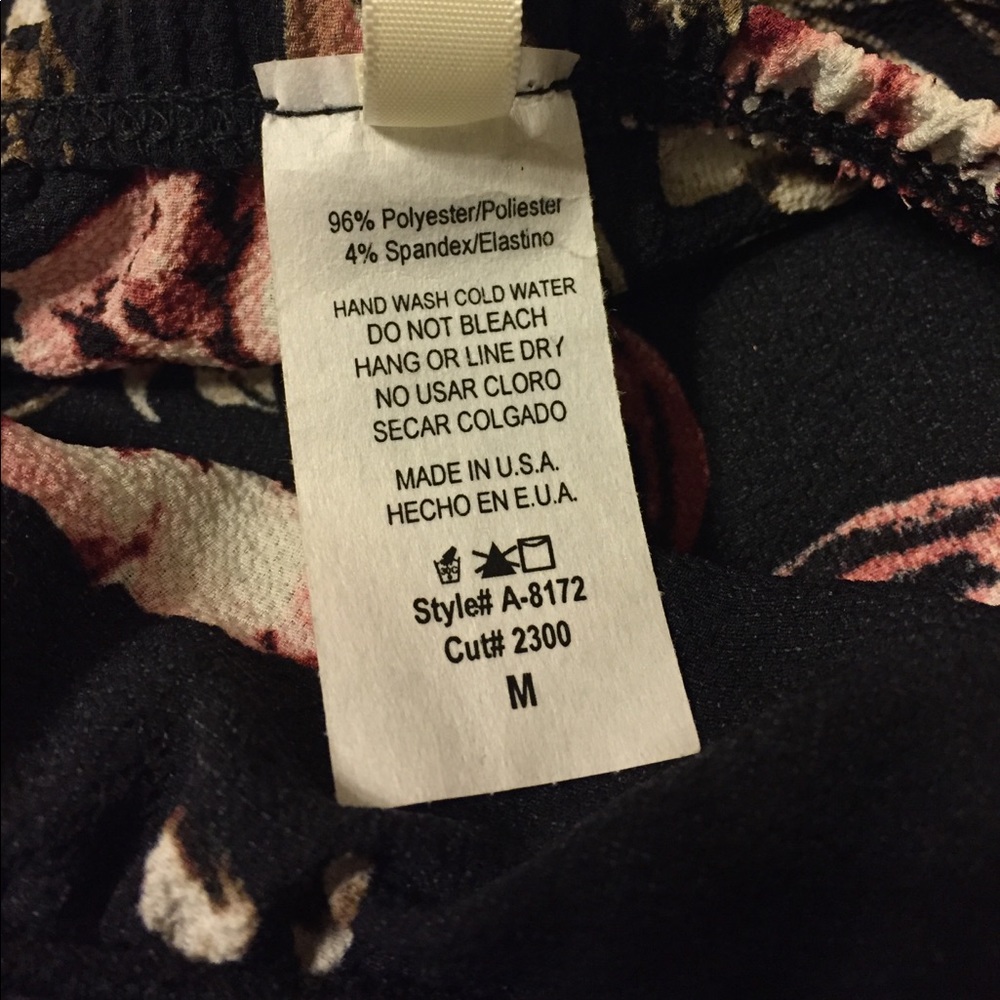 96% Polyester/Poliester
4% Spandex/Elastino
HAND WASH COLD WATER
DO NOT BLEACH
HANG OR LINE DRY
NO USAR CLORO
SECAR COLGADO
MADE IN U.S.A.
HECHO EN E.U.A.
Style# A-8172
Cut# 2300
M